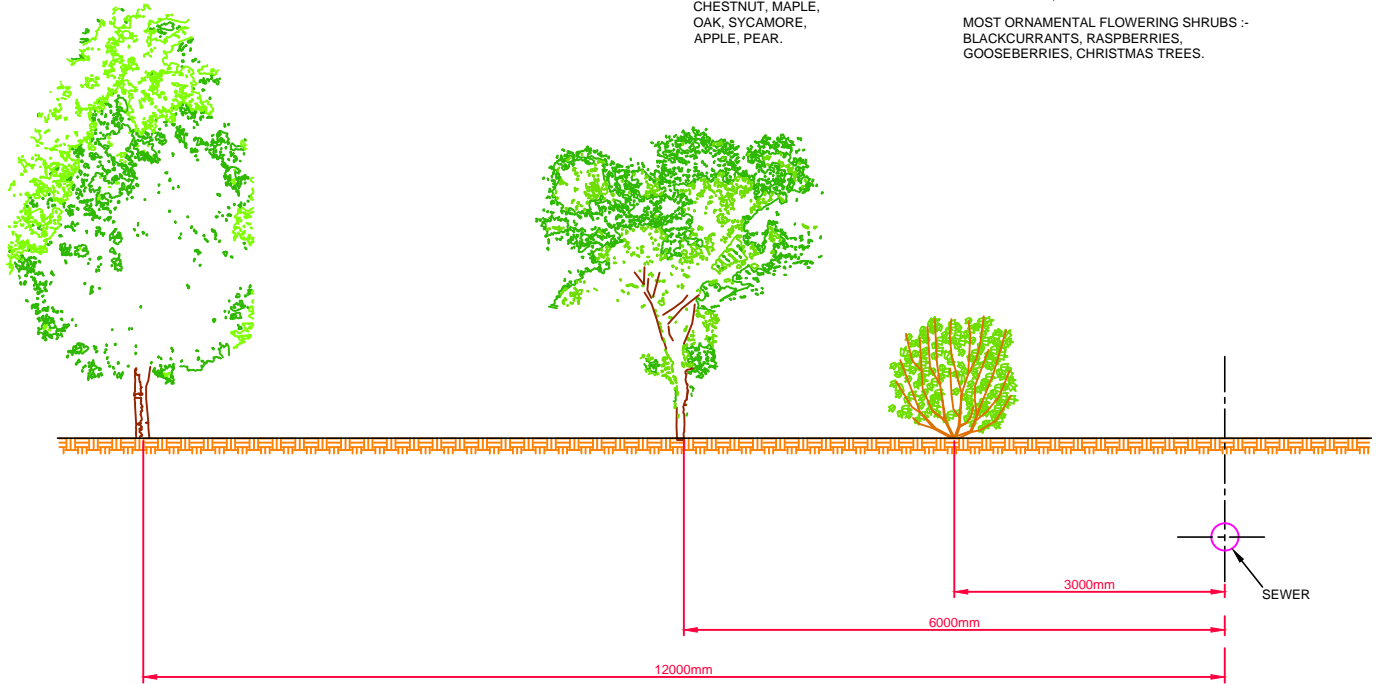 CHESTNUT, MAPLE,
OAK, SYCAMORE,
APPLE, PEAR.
MOST ORNAMENTAL FLOWERING SHRUBS :-
BLACKCURRANTS, RASPBERRIES,
GOOSEBERRIES, CHRISTMAS TREES.
3000mm
SEWER
6000mm
12000mm